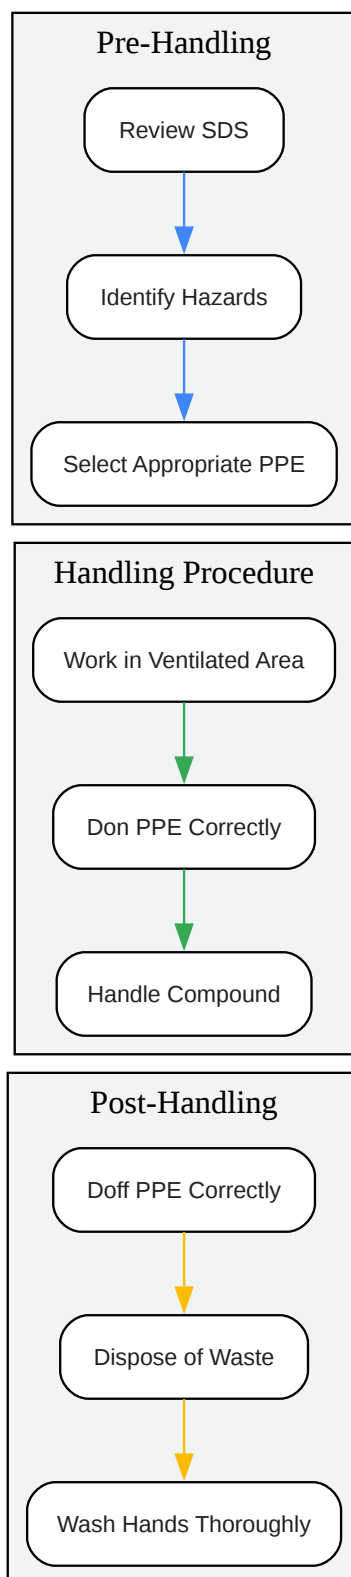 Pre-Handling
Review SDS
Identify Hazards
Select Appropriate PPE
Handling Procedure
Work in Ventilated Area
Don PPE Correctly
Handle Compound
Post-Handling
Doff PPE Correctly
Dispose of Waste
Wash Hands Thoroughly